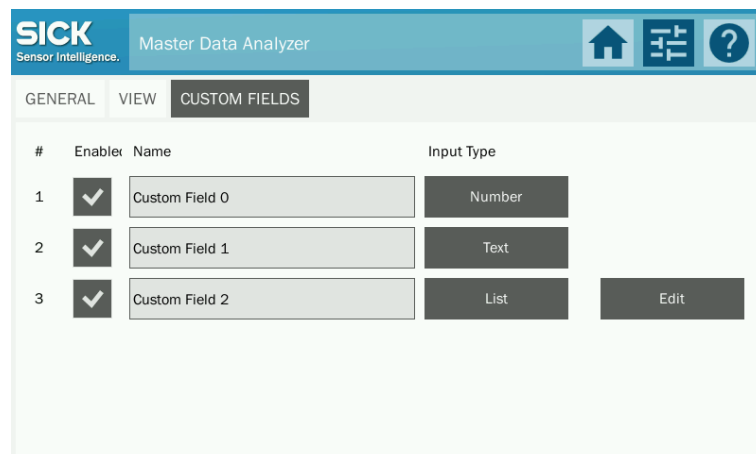 SICK
Sensor Intelligence.
Master Data Analyzer
?
GENERAL VIEW CUSTOM FIELDS
# Enabled Name Input Type
1 Custom Field 0 Number
2 Custom Field 1 Text
3 Custom Field 2 List Edit